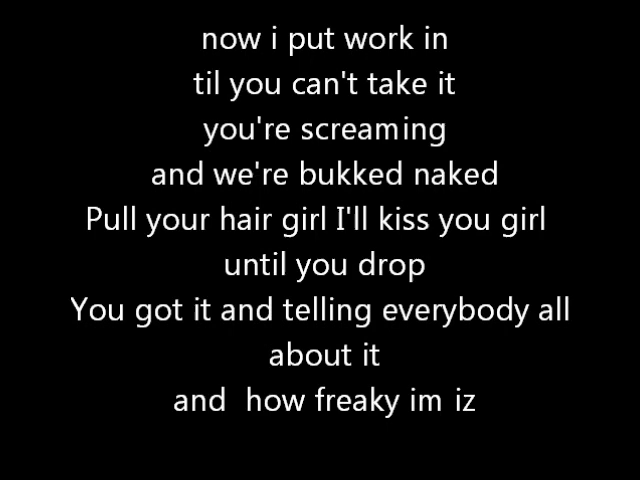 now i put work in
til you can't take it
you're screaming
and we're bukked naked
Pull your hair girl I'll kiss you girl
until you drop
You got it and telling everybody all
about it
and  how freaky im iz